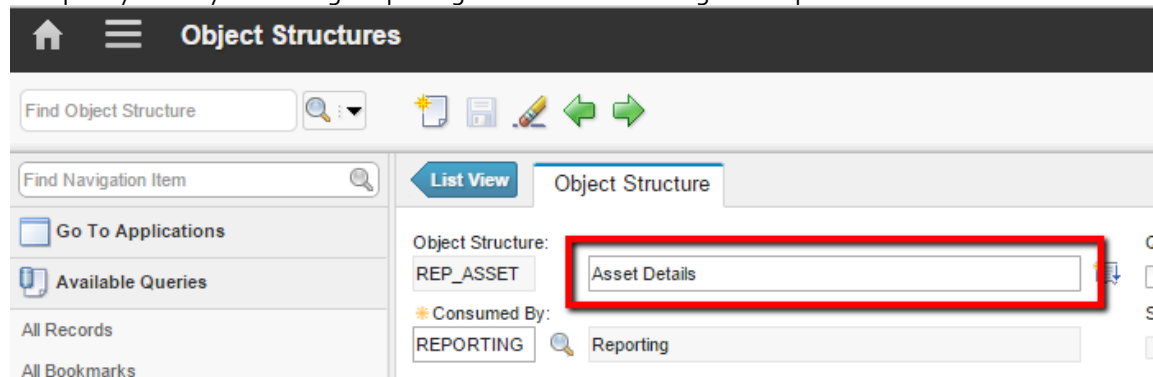 Object Structures
Find Object Structure
Find Navigation Item
List View
Object Structure
Go To Applications
Object Structure:
REP_ASSET
Asset Details
Available Queries
Consumed By:
All Records
REPORTING
Reporting
All Bookmarks